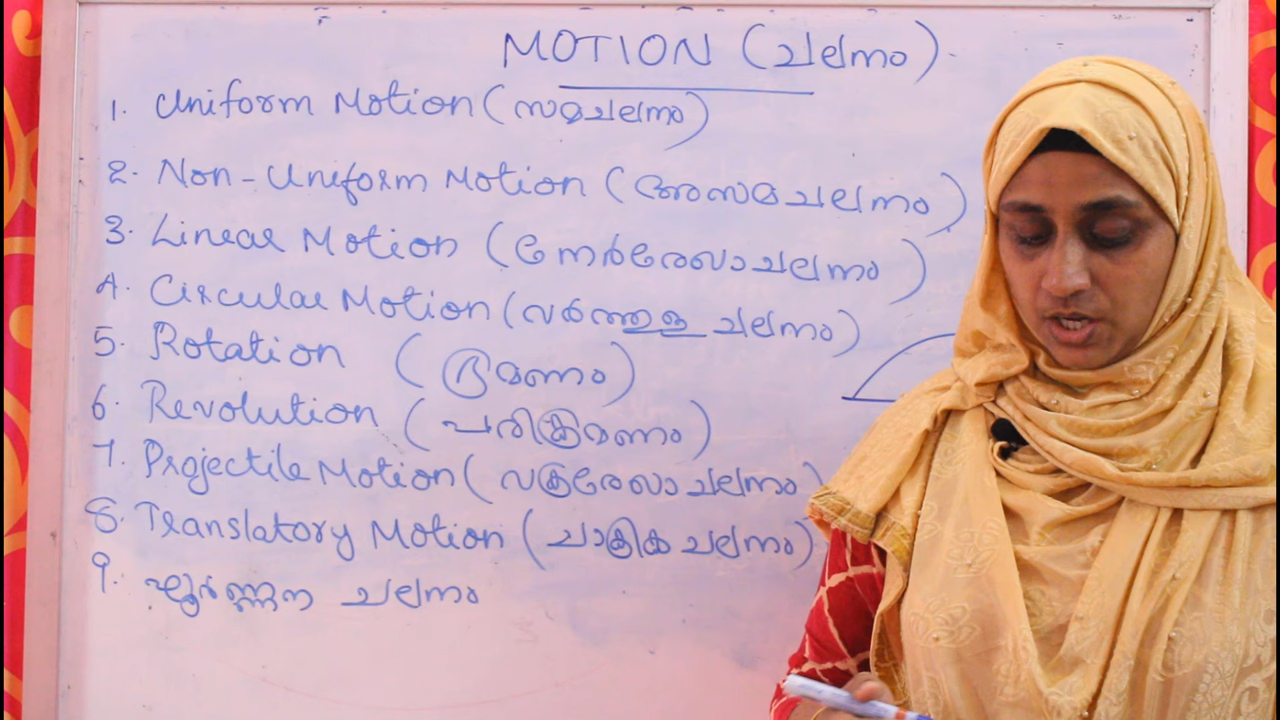 MOTION (ചലനം)
1. Uniform Motion (സമചലനം)
2. Non-Uniform Motion (അസമചലനം)
3. Linear Motion (നേർരേഖാചലനം)
4. Circular Motion (വർത്തുള ചലനം)
5. Rotation (ഭ്രമണം)
6. Revolution (പരിക്രമണം)
7. Projectile Motion (വക്രരേഖാ ചലനം)
8. Translatory Motion (ചാക്രിക ചലനം)
9. ഘൂർണ്ണന ചലനം